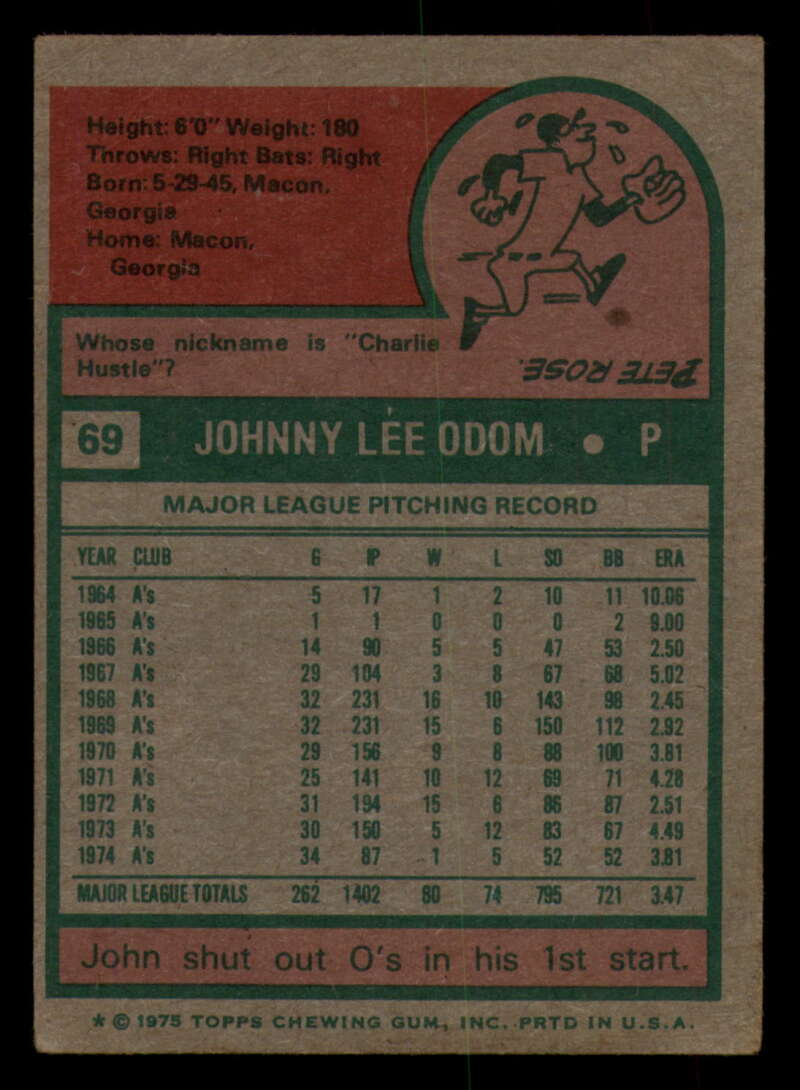 Height: 6'0" Weight: 180
Throws: Right Bats: Right
Born: 5-29-45, Macon,
Georgia
Home: Macon,
Georgia
Whose nickname is "Charlie
Hustle"?
PETE ROSE.
69 JOHNNY LEE ODOM • P
MAJOR LEAGUE PITCHING RECORD
YEAR CLUB G IP W L SO BB ERA
1964 A's 5 17 1 2 10 11 10.06
1965 A's 1 1 0 0 0 2 9.00
1966 A's 14 90 5 5 47 53 2.50
1967 A's 29 104 3 8 67 68 5.02
1968 A's 32 231 16 10 143 98 2.45
1969 A's 32 231 15 6 150 112 2.92
1970 A's 29 156 9 8 88 100 3.81
1971 A's 25 141 10 12 69 71 4.28
1972 A's 31 194 15 6 86 87 2.51
1973 A's 30 150 5 12 83 67 4.49
1974 A's 34 87 1 5 52 52 3.81
MAJOR LEAGUE TOTALS 262 1402 80 74 795 721 3.47
John shut out O's in his 1st start.
* © 1975 TOPPS CHEWING GUM, INC. PRTD IN U.S.A.